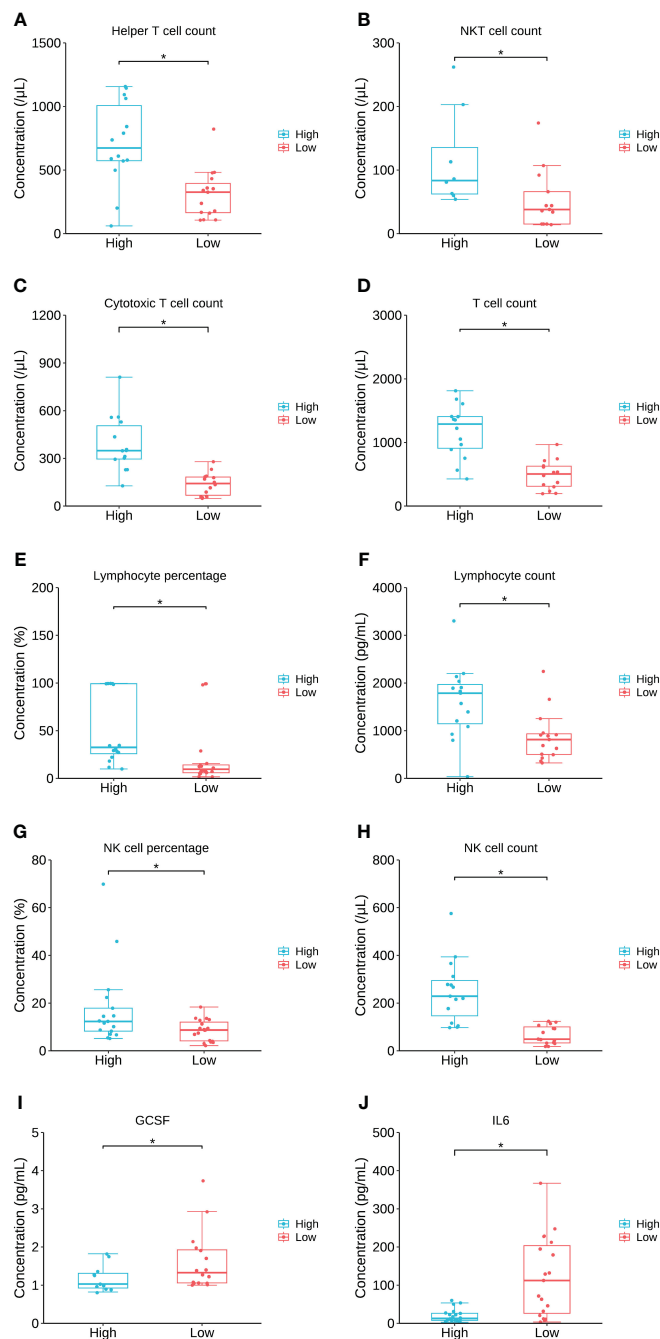 A
Helper T cell count
Concentration (/μL)
1500
1000
500
0
*
High
Low
High
Low
B
NKT cell count
Concentration (/μL)
300
200
100
0
*
High
Low
High
Low
C
Cytotoxic T cell count
Concentration (/μL)
1200
900
600
300
0
*
High
Low
High
Low
D
T cell count
Concentration (/μL)
3000
2000
1000
0
*
High
Low
High
Low
E
Lymphocyte percentage
Concentration (%)
200
150
100
50
0
*
High
Low
High
Low
F
Lymphocyte count
Concentration (pg/mL)
4000
3000
2000
1000
0
*
High
Low
High
Low
G
NK cell percentage
Concentration (%)
80
60
40
20
0
*
High
Low
High
Low
H
NK cell count
Concentration (/μL)
800
600
400
200
0
*
High
Low
High
Low
I
GCSF
Concentration (pg/mL)
5
4
3
2
1
0
*
High
Low
High
Low
J
IL6
Concentration (pg/mL)
500
400
300
200
100
0
*
High
Low
High
Low